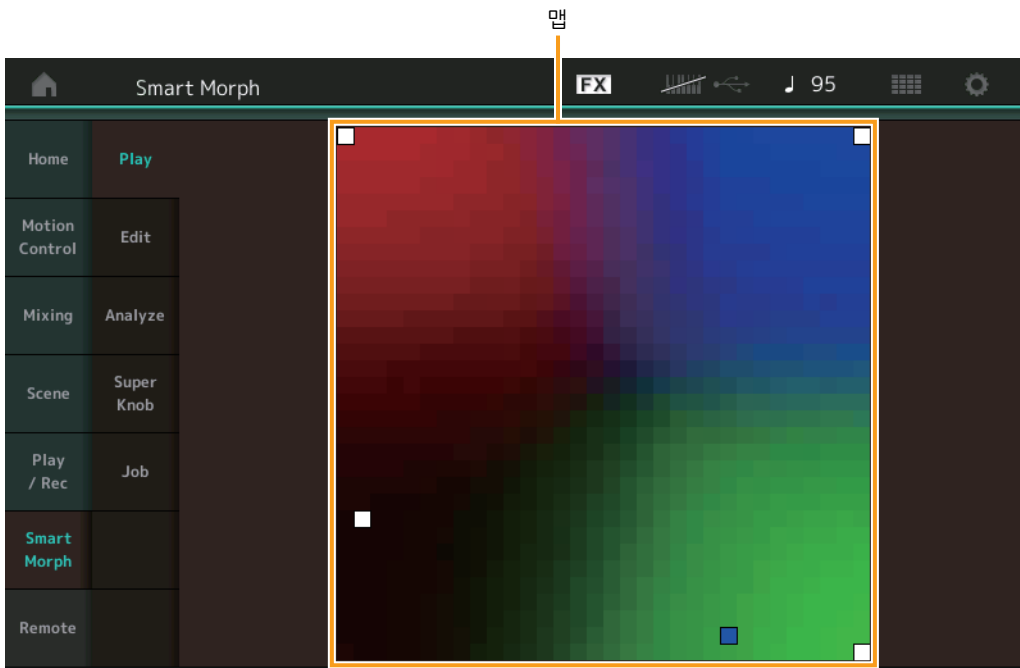 맵
Smart Morph
FX
♩ 95
Home
Play
Motion
Control
Edit
Mixing
Analyze
Scene
Super
Knob
Play
/ Rec
Job
Smart
Morph
Remote